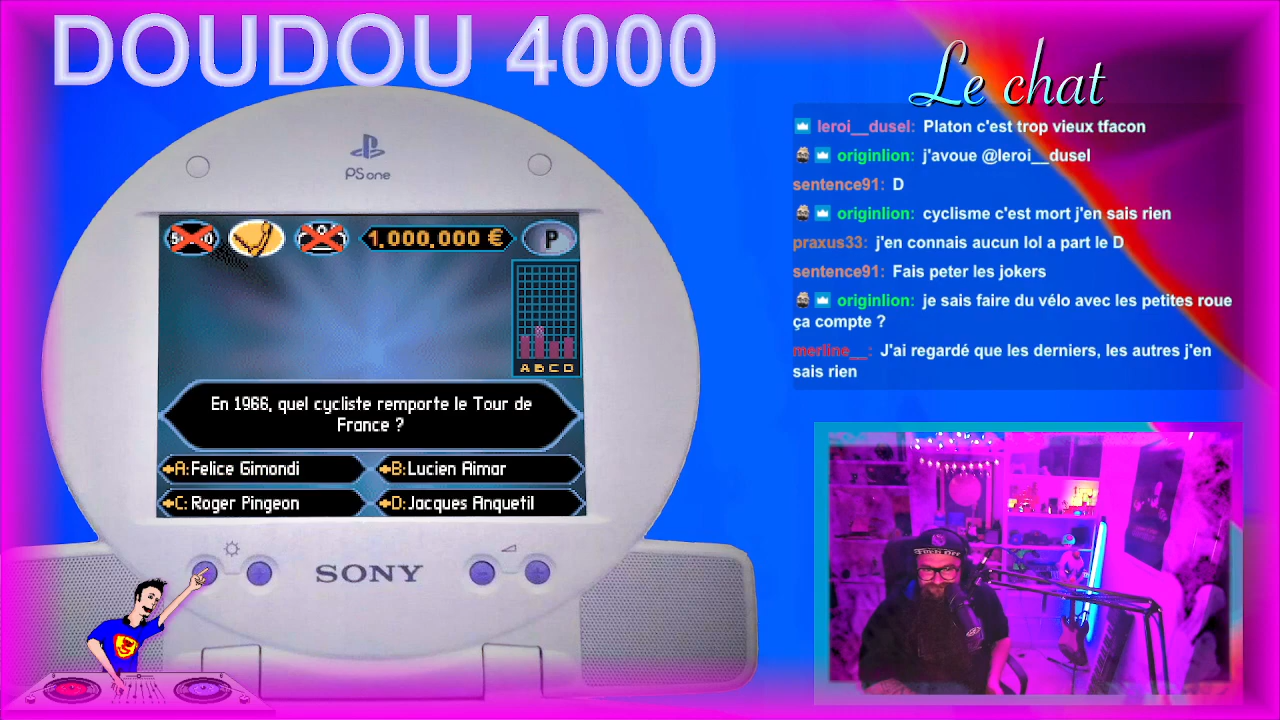 DOUDOU 4000
Le chat
leroi__dusel: Platon c'est trop vieux tfacon
originlion: j'avoue @leroi__dusel
sentence91: D
originlion: cyclisme c'est mort j'en sais rien
praxus33: j'en connais aucun lol a part le D
sentence91: Fais peter les jokers
originlion: je sais faire du vélo avec les petites roue
ça compte ?
merline__: J'ai regardé que les derniers, les autres j'en
sais rien
PS one
1.000.000 €
P
A B C D
En 1966, quel cycliste remporte le Tour de
France ?
A: Felice Gimondi
B: Lucien Aimar
C: Roger Pingeon
D: Jacques Anquetil
SONY